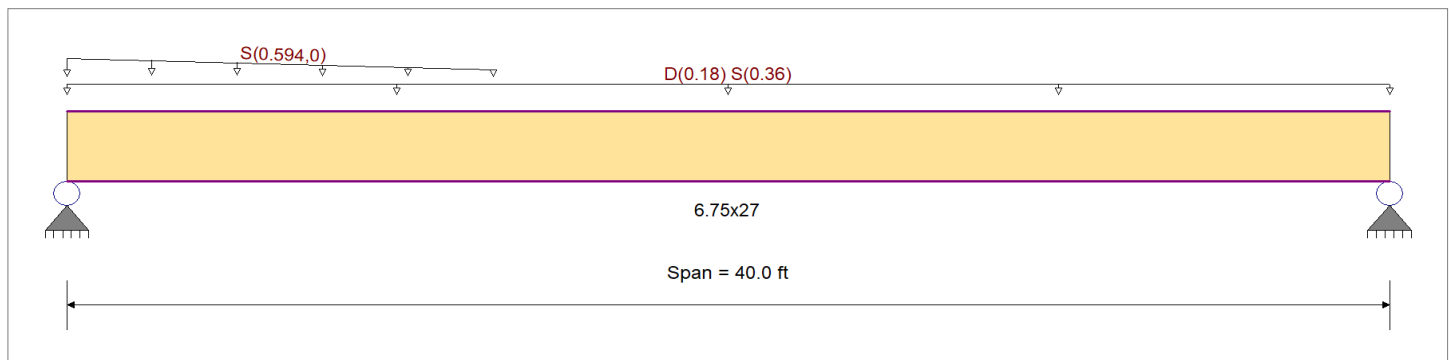 S(0.594,0)
D(0.18) S(0.36)
6.75x27
Span = 40.0 ft